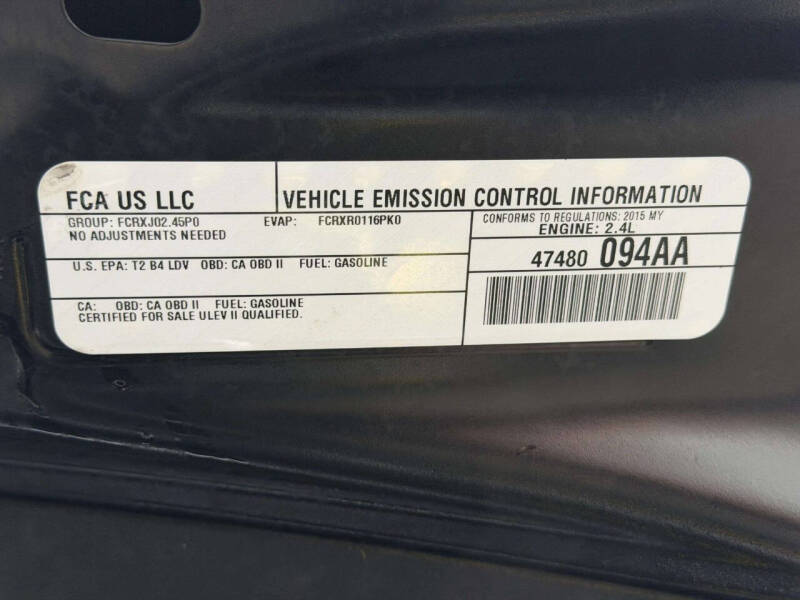 FCA US LLC
VEHICLE EMISSION CONTROL INFORMATION
GROUP: FCRXJ02.45P0 EVAP: FCRXR0116PK0
NO ADJUSTMENTS NEEDED
CONFORMS TO REGULATIONS: 2015 MY
ENGINE: 2.4L
U.S. EPA: T2 B4 LDV OBD: CA OBD II FUEL: GASOLINE
47480 094AA
CA: OBD: CA OBD II FUEL: GASOLINE
CERTIFIED FOR SALE ULEV II QUALIFIED.